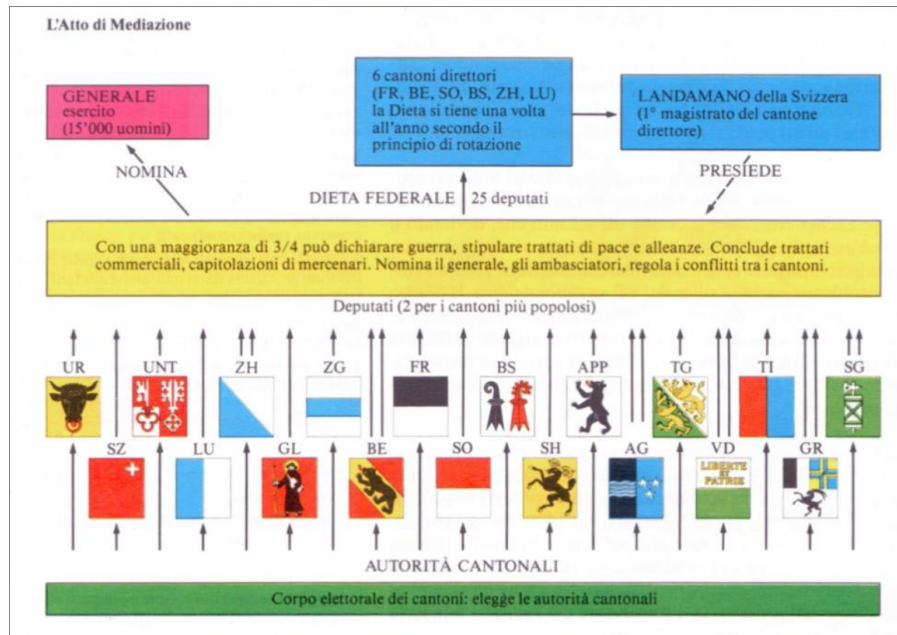 L'Atto di Mediazione
GENERALE
esercito
(15'000 uomini)
6 cantoni direttori
(FR, BE, SO, BS, ZH, LU)
la Dieta si tiene una volta
all'anno secondo il
principio di rotazione
LANDAMANO della Svizzera
(1° magistrato del cantone
direttore)
NOMINA
PRESIEDE
DIETA FEDERALE
25 deputati
Con una maggioranza di 3/4 può dichiarare guerra, stipulare trattati di pace e alleanze. Conclude trattati
commerciali, capitolazioni di mercenari. Nomina il generale, gli ambasciatori, regola i conflitti tra i cantoni.
Deputati (2 per i cantoni più popolosi)
UR
UNT
ZH
ZG
FR
BS
APP
TG
TI
SG
SZ
LU
GL
BE
SO
SH
AG
VD
GR
LIBERTE
ET
PATRIE
AUTORITÀ CANTONALI
Corpo elettorale dei cantoni: elegge le autorità cantonali